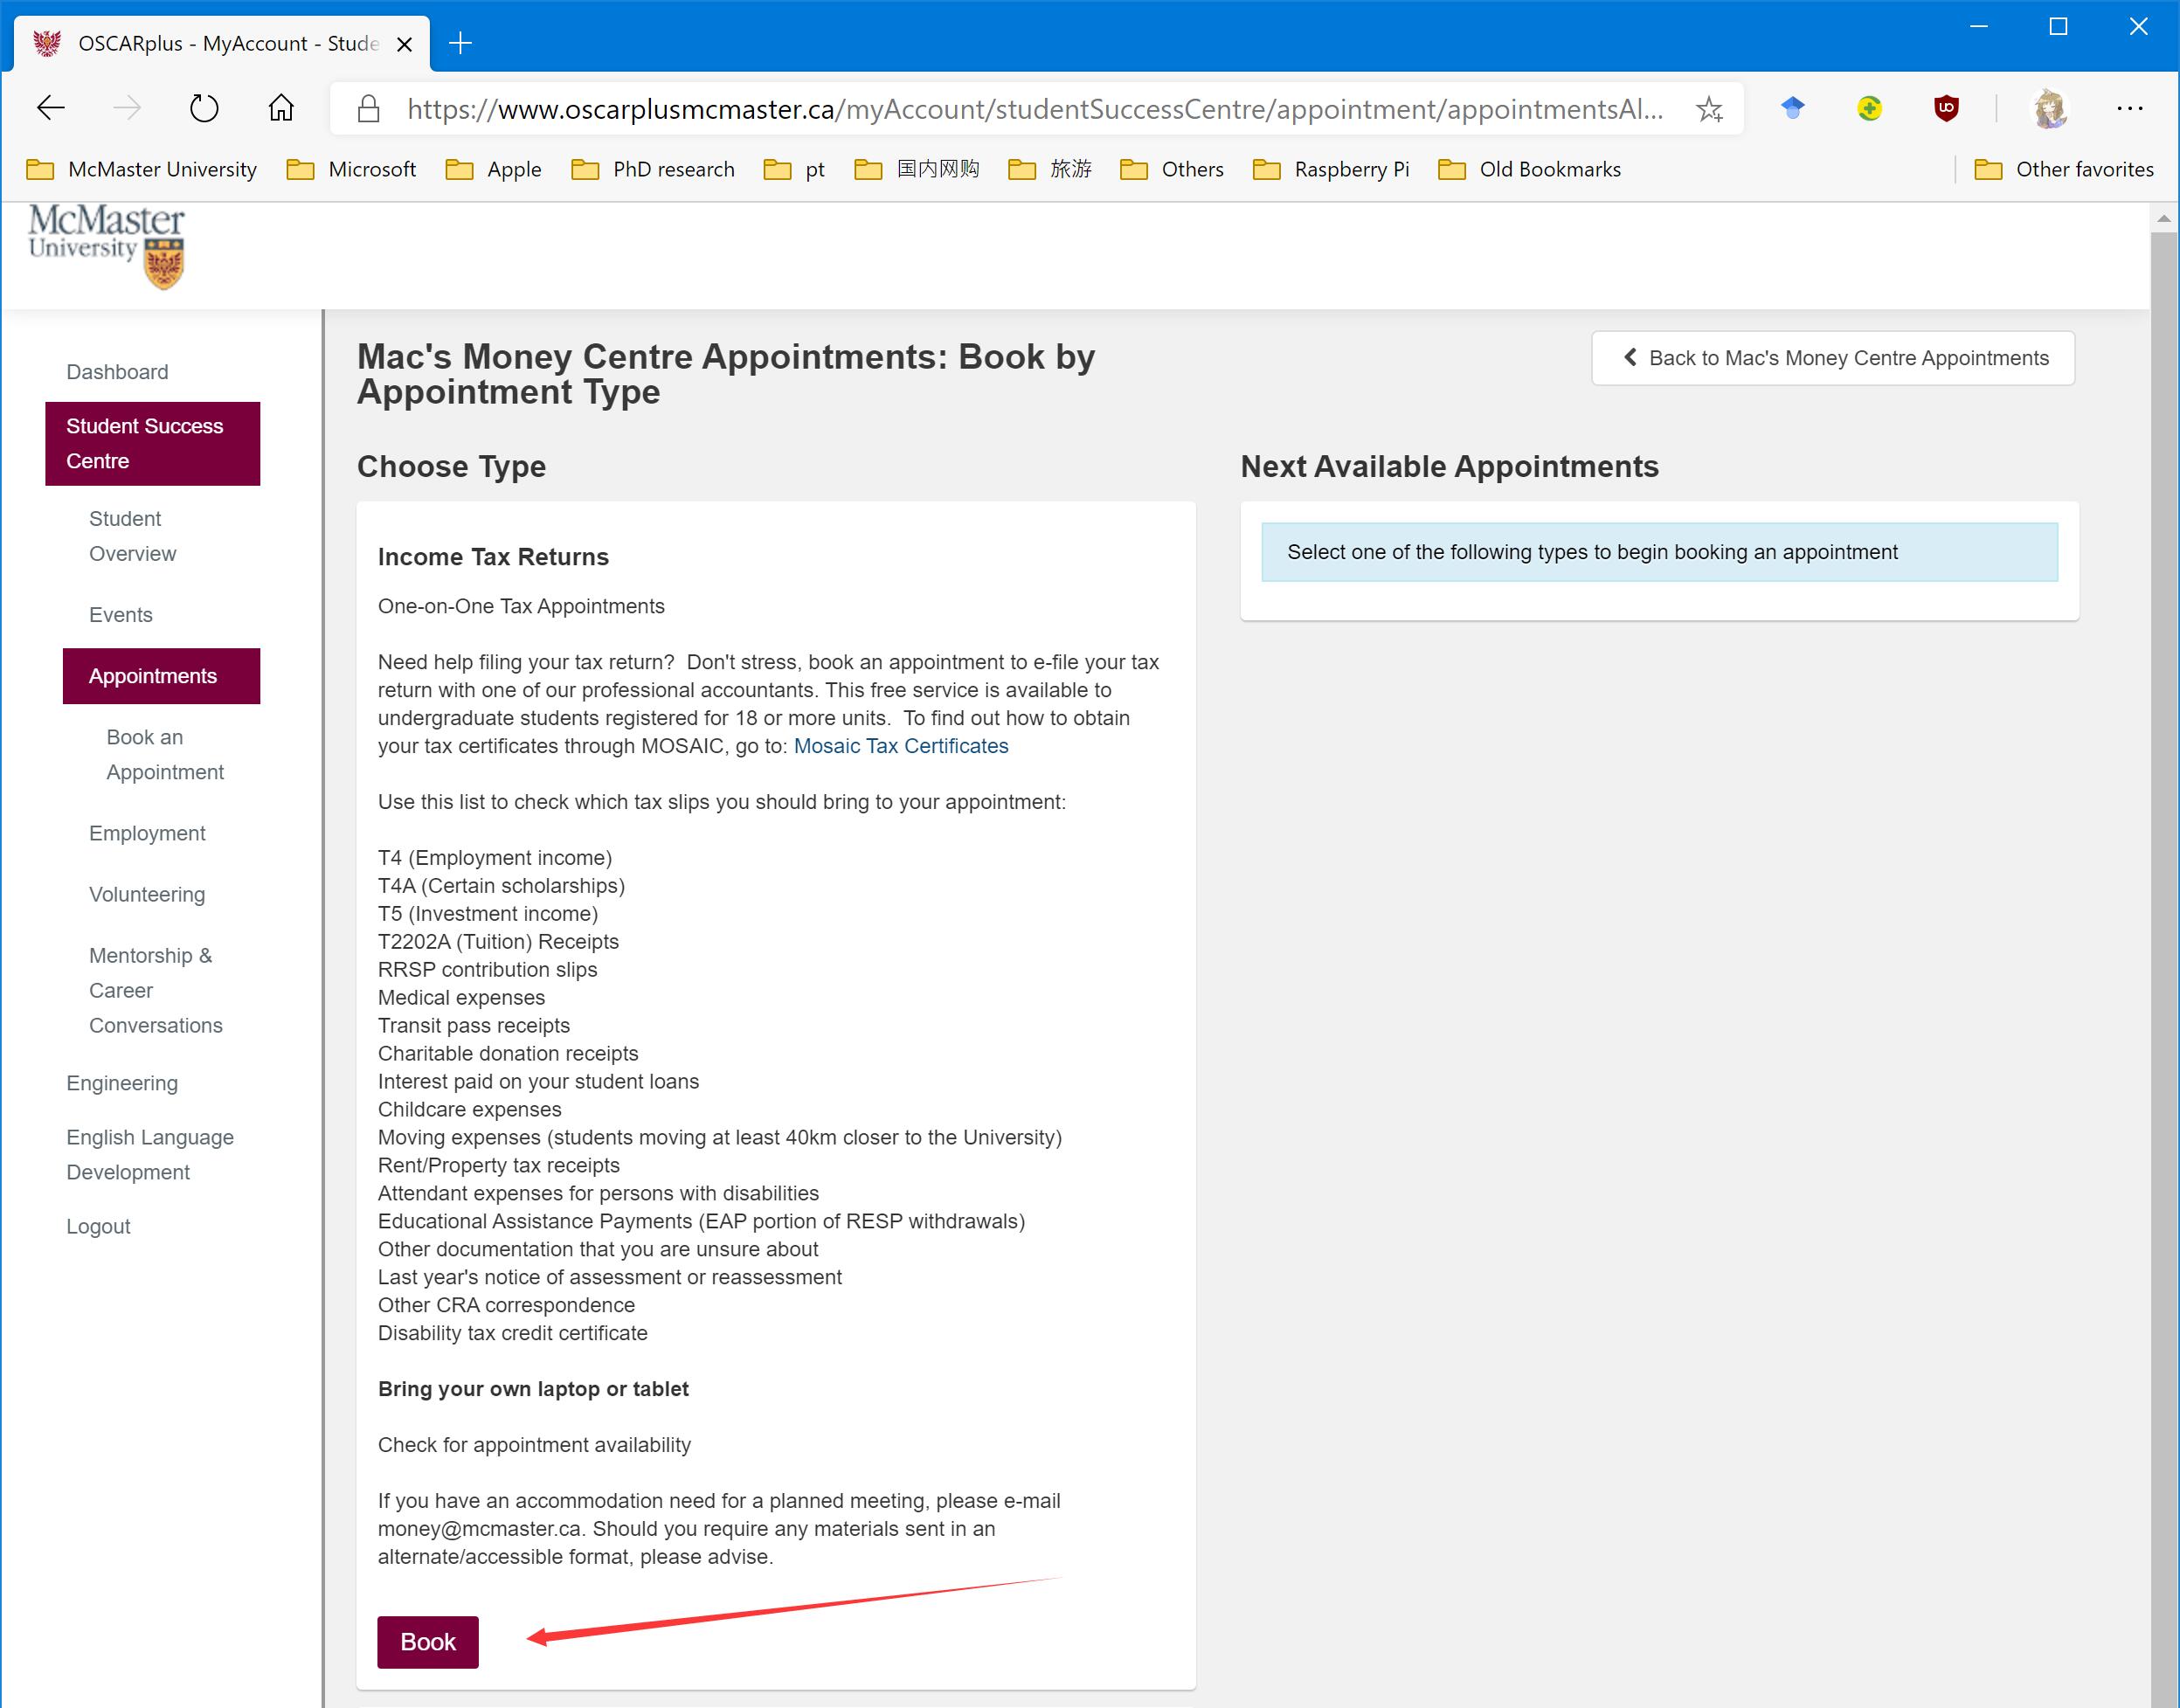 OSCARplus - MyAccount - Stude
https://www.oscarplusmcmaster.ca/myAccount/studentSuccessCentre/appointment/appointmentsAl...
McMaster University
Microsoft
Apple
PhD research
pt
国内网购
旅游
Others
Raspberry Pi
Old Bookmarks
Other favorites
McMaster
University
Dashboard
Student Success
Centre
Student
Overview
Events
Appointments
Book an
Appointment
Employment
Volunteering
Mentorship &
Career
Conversations
Engineering
English Language
Development
Logout
Mac's Money Centre Appointments: Book by
Appointment Type
Back to Mac's Money Centre Appointments
Choose Type
Income Tax Returns
One-on-One Tax Appointments
Need help filing your tax return?  Don't stress, book an appointment to e-file your tax
return with one of our professional accountants. This free service is available to
undergraduate students registered for 18 or more units.  To find out how to obtain
your tax certificates through MOSAIC, go to: Mosaic Tax Certificates
Use this list to check which tax slips you should bring to your appointment:
T4 (Employment income)
T4A (Certain scholarships)
T5 (Investment income)
T2202A (Tuition) Receipts
RRSP contribution slips
Medical expenses
Transit pass receipts
Charitable donation receipts
Interest paid on your student loans
Childcare expenses
Moving expenses (students moving at least 40km closer to the University)
Rent/Property tax receipts
Attendant expenses for persons with disabilities
Educational Assistance Payments (EAP portion of RESP withdrawals)
Other documentation that you are unsure about
Last year's notice of assessment or reassessment
Other CRA correspondence
Disability tax credit certificate
Bring your own laptop or tablet
Check for appointment availability
If you have an accommodation need for a planned meeting, please e-mail
money@mcmaster.ca. Should you require any materials sent in an
alternate/accessible format, please advise.
Book
Next Available Appointments
Select one of the following types to begin booking an appointment